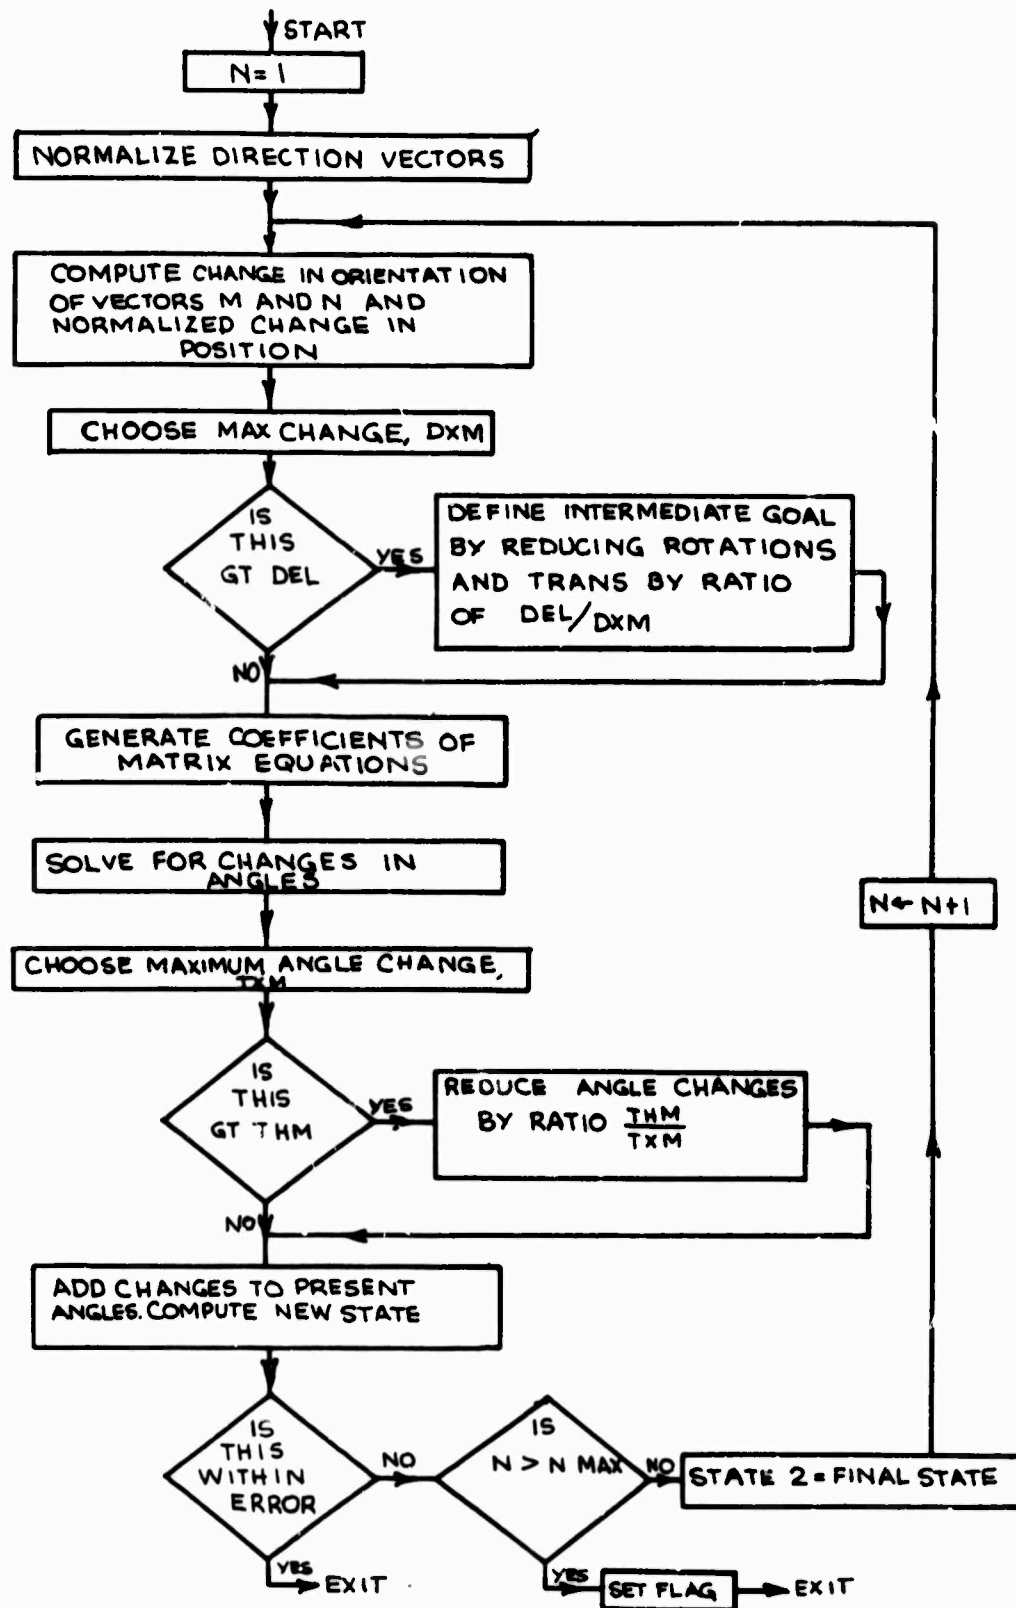 START
N = 1
NORMALIZE DIRECTION VECTORS
COMPUTE CHANGE IN ORIENTATION
OF VECTORS M AND N AND
NORMALIZED CHANGE IN
POSITION
CHOOSE MAX CHANGE, DXM
IS
THIS
GT DEL
YES
DEFINE INTERMEDIATE GOAL
BY REDUCING ROTATIONS
AND TRANS BY RATIO
OF DEL/DXM
NO
GENERATE COEFFICIENTS OF
MATRIX EQUATIONS
SOLVE FOR CHANGES IN
ANGLES
N ← N+1
CHOOSE MAXIMUM ANGLE CHANGE,
TXM
IS
THIS
GT THM
YES
REDUCE ANGLE CHANGES
BY RATIO THM
TXM
NO
ADD CHANGES TO PRESENT
ANGLES. COMPUTE NEW STATE
IS
THIS
WITHIN
ERROR
NO
IS
N > N MAX
NO
STATE 2 = FINAL STATE
YES
EXIT
YES
SET FLAG
EXIT